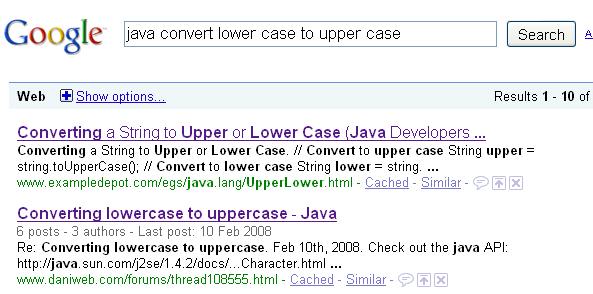 Google™ java convert lower case to upper case Search A
Web Show options... Results 1 - 10 of
Converting a String to Upper or Lower Case (Java Developers ...
Converting a String to Upper or Lower Case. // Convert to upper case String upper =
string.toUpperCase(); // Convert to lower case String lower = string. ...
www.exampledepot.com/egs/java.lang/UpperLower.html - Cached - Similar -
Converting lowercase to uppercase - Java
6 posts - 3 authors - Last post: 10 Feb 2008
Re: Converting lowercase to uppercase. Feb 10th, 2008. Check out the java API:
http://java.sun.com/j2se/1.4.2/docs/...Character.html ...
www.daniweb.com/forums/thread108555.html - Cached - Similar -